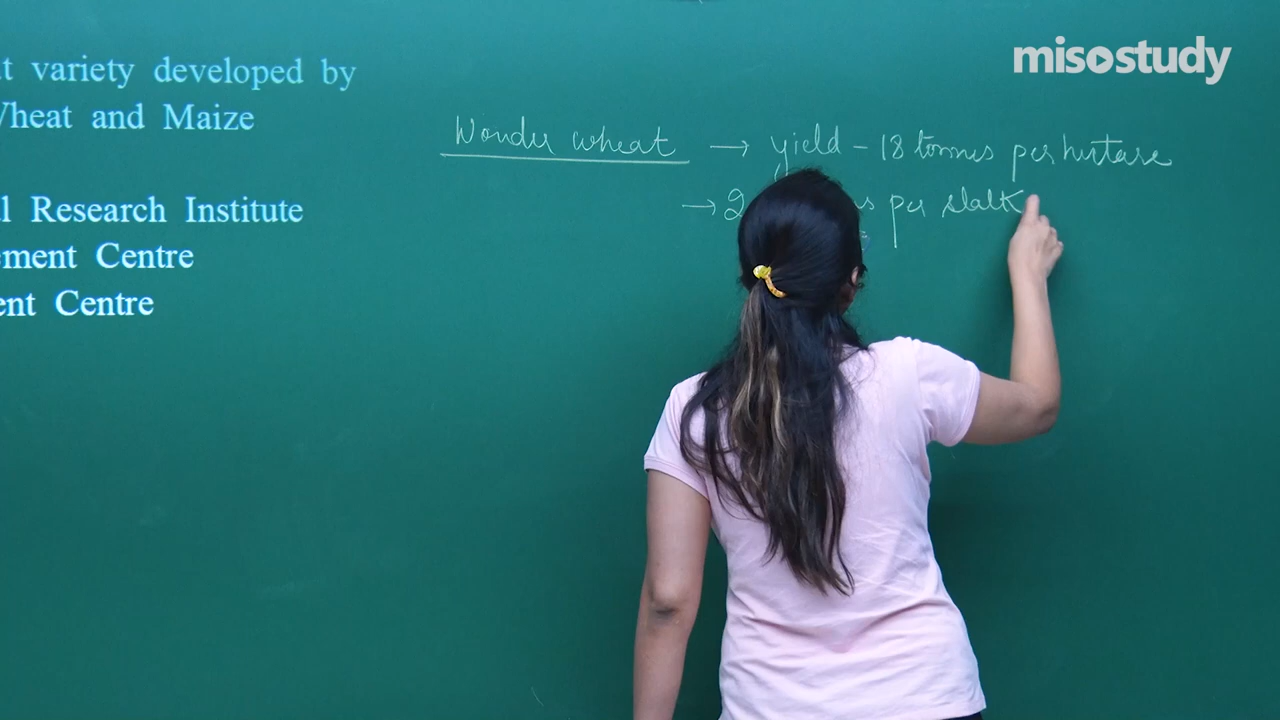 misostudy
t variety developed by
Wheat and Maize
l Research Institute
ement Centre
ent Centre
Wonder wheat → yield - 18 tonnes per hectare
→ 2 s per stalk